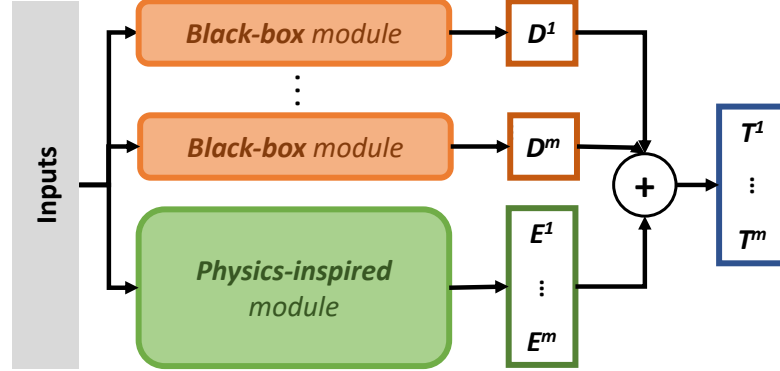 Inputs
Black-box module
D¹
⋮
Black-box module
Dᵐ
Physics-inspired
module
E¹
⋮
Eᵐ
+
T¹
⋮
Tᵐ